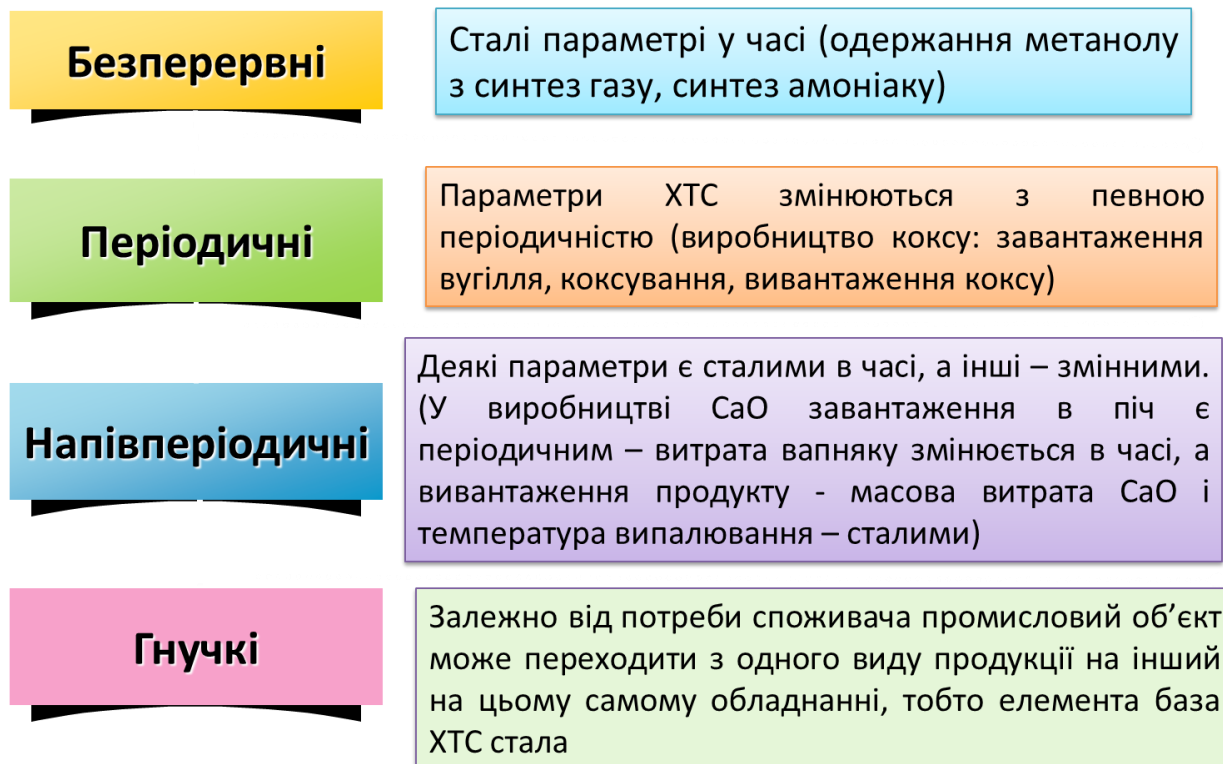 Безперервні
Сталі параметрі у часі (одержання метанолу
з синтез газу, синтез амоніаку)
Періодичні
Параметри ХТС змінюються з певною
періодичністю (виробництво коксу: завантаження
вугілля, коксування, вивантаження коксу)
Напівперіодичні
Деякі параметри є сталими в часі, а інші – змінними.
(У виробництві СаО завантаження в піч є
періодичним – витрата вапняку змінюється в часі, а
вивантаження продукту - масова витрата СаО і
температура випалювання – сталими)
Гнучкі
Залежно від потреби споживача промисловий об’єкт
може переходити з одного виду продукції на інший
на цьому самому обладнанні, тобто елемента база
ХТС стала